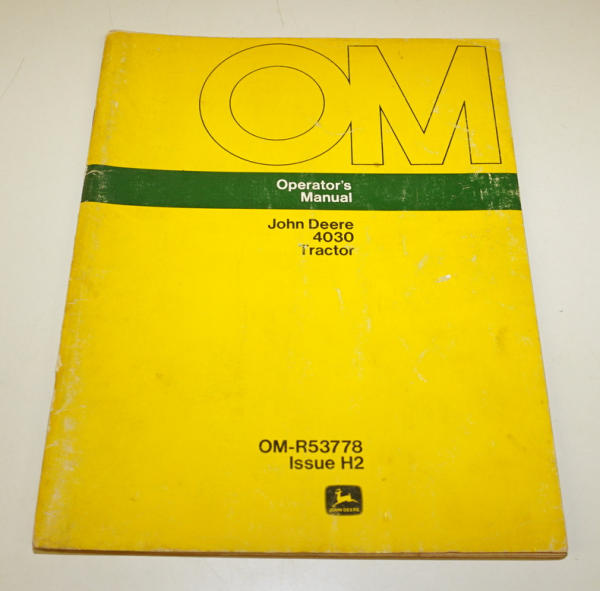 OM
Operator's
Manual
John Deere
4030
Tractor
OM-R53778
Issue H2
JOHN DEERE